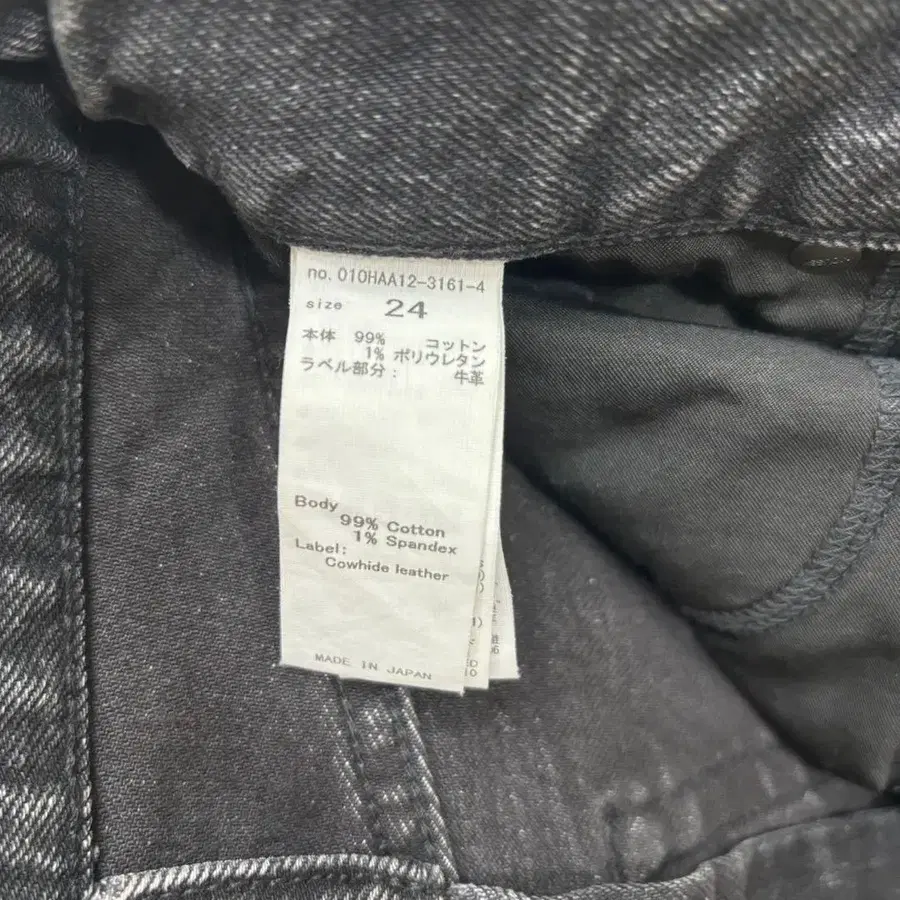 no. 010HAA12-3161-4
size 24
本体 99% コットン
1% ポリウレタン
ラベル部分: 牛革
Body
99% Cotton
1% Spandex
Label:
Cowhide leather
MADE IN JAPAN